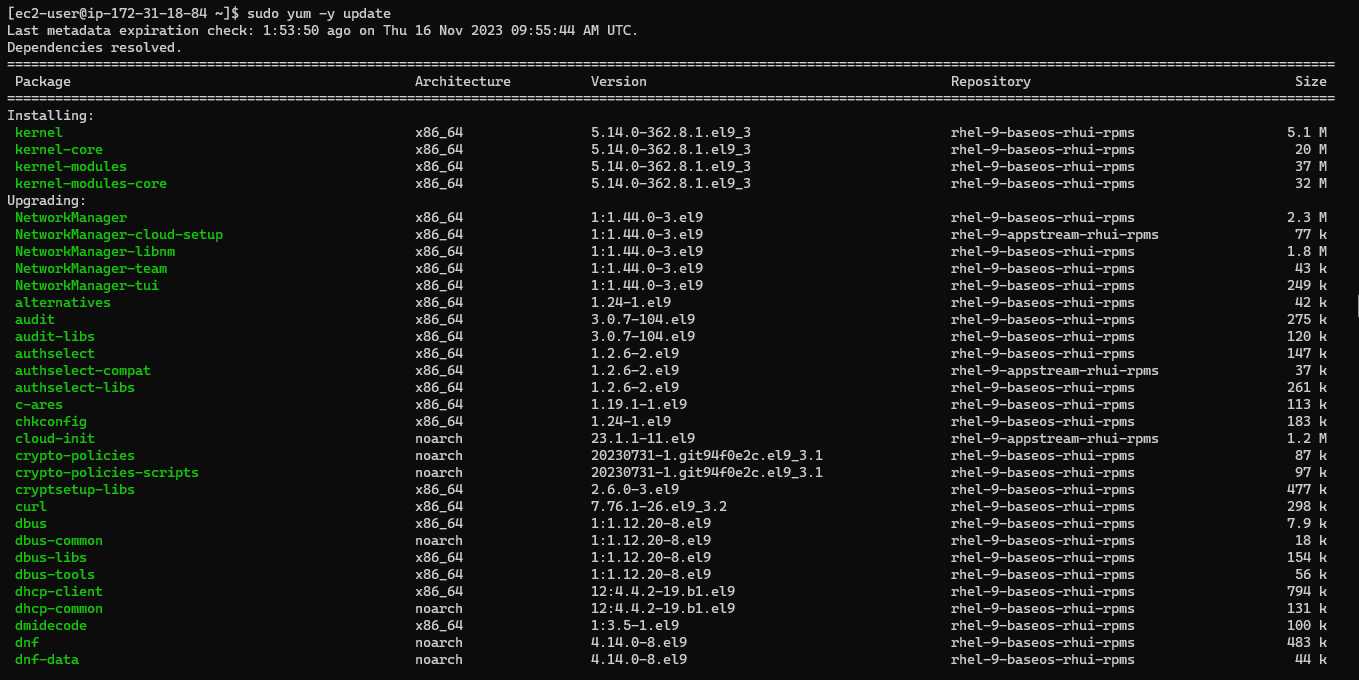 [ec2-user@ip-172-31-18-84 ~]$ sudo yum -y update
Last metadata expiration check: 1:53:50 ago on Thu 16 Nov 2023 09:55:44 AM UTC.
Dependencies resolved.
Package Architecture Version Repository Size
Installing:
kernel x86_64 5.14.0-362.8.1.el9_3 rhel-9-baseos-rhui-rpms 5.1 M
kernel-core x86_64 5.14.0-362.8.1.el9_3 rhel-9-baseos-rhui-rpms 20 M
kernel-modules x86_64 5.14.0-362.8.1.el9_3 rhel-9-baseos-rhui-rpms 37 M
kernel-modules-core x86_64 5.14.0-362.8.1.el9_3 rhel-9-baseos-rhui-rpms 32 M
Upgrading:
NetworkManager x86_64 1:1.44.0-3.el9 rhel-9-baseos-rhui-rpms 2.3 M
NetworkManager-cloud-setup x86_64 1:1.44.0-3.el9 rhel-9-appstream-rhui-rpms 77 k
NetworkManager-libnm x86_64 1:1.44.0-3.el9 rhel-9-baseos-rhui-rpms 1.8 M
NetworkManager-team x86_64 1:1.44.0-3.el9 rhel-9-baseos-rhui-rpms 43 k
NetworkManager-tui x86_64 1:1.44.0-3.el9 rhel-9-baseos-rhui-rpms 249 k
alternatives x86_64 1.24-1.el9 rhel-9-baseos-rhui-rpms 42 k
audit x86_64 3.0.7-104.el9 rhel-9-baseos-rhui-rpms 275 k
audit-libs x86_64 3.0.7-104.el9 rhel-9-baseos-rhui-rpms 120 k
authselect x86_64 1.2.6-2.el9 rhel-9-baseos-rhui-rpms 147 k
authselect-compat x86_64 1.2.6-2.el9 rhel-9-appstream-rhui-rpms 37 k
authselect-libs x86_64 1.2.6-2.el9 rhel-9-baseos-rhui-rpms 261 k
c-ares x86_64 1.19.1-1.el9 rhel-9-baseos-rhui-rpms 113 k
chkconfig x86_64 1.24-1.el9 rhel-9-baseos-rhui-rpms 183 k
cloud-init noarch 23.1.1-11.el9 rhel-9-appstream-rhui-rpms 1.2 M
crypto-policies noarch 20230731-1.git94f0e2c.el9_3.1 rhel-9-baseos-rhui-rpms 87 k
crypto-policies-scripts noarch 20230731-1.git94f0e2c.el9_3.1 rhel-9-baseos-rhui-rpms 97 k
cryptsetup-libs x86_64 2.6.0-3.el9 rhel-9-baseos-rhui-rpms 477 k
curl x86_64 7.76.1-26.el9_3.2 rhel-9-baseos-rhui-rpms 298 k
dbus x86_64 1:1.12.20-8.el9 rhel-9-baseos-rhui-rpms 7.9 k
dbus-common noarch 1:1.12.20-8.el9 rhel-9-baseos-rhui-rpms 18 k
dbus-libs x86_64 1:1.12.20-8.el9 rhel-9-baseos-rhui-rpms 154 k
dbus-tools x86_64 1:1.12.20-8.el9 rhel-9-baseos-rhui-rpms 56 k
dhcp-client x86_64 12:4.4.2-19.b1.el9 rhel-9-baseos-rhui-rpms 794 k
dhcp-common noarch 12:4.4.2-19.b1.el9 rhel-9-baseos-rhui-rpms 131 k
dmidecode x86_64 1:3.5-1.el9 rhel-9-baseos-rhui-rpms 100 k
dnf noarch 4.14.0-8.el9 rhel-9-baseos-rhui-rpms 483 k
dnf-data noarch 4.14.0-8.el9 rhel-9-baseos-rhui-rpms 44 k